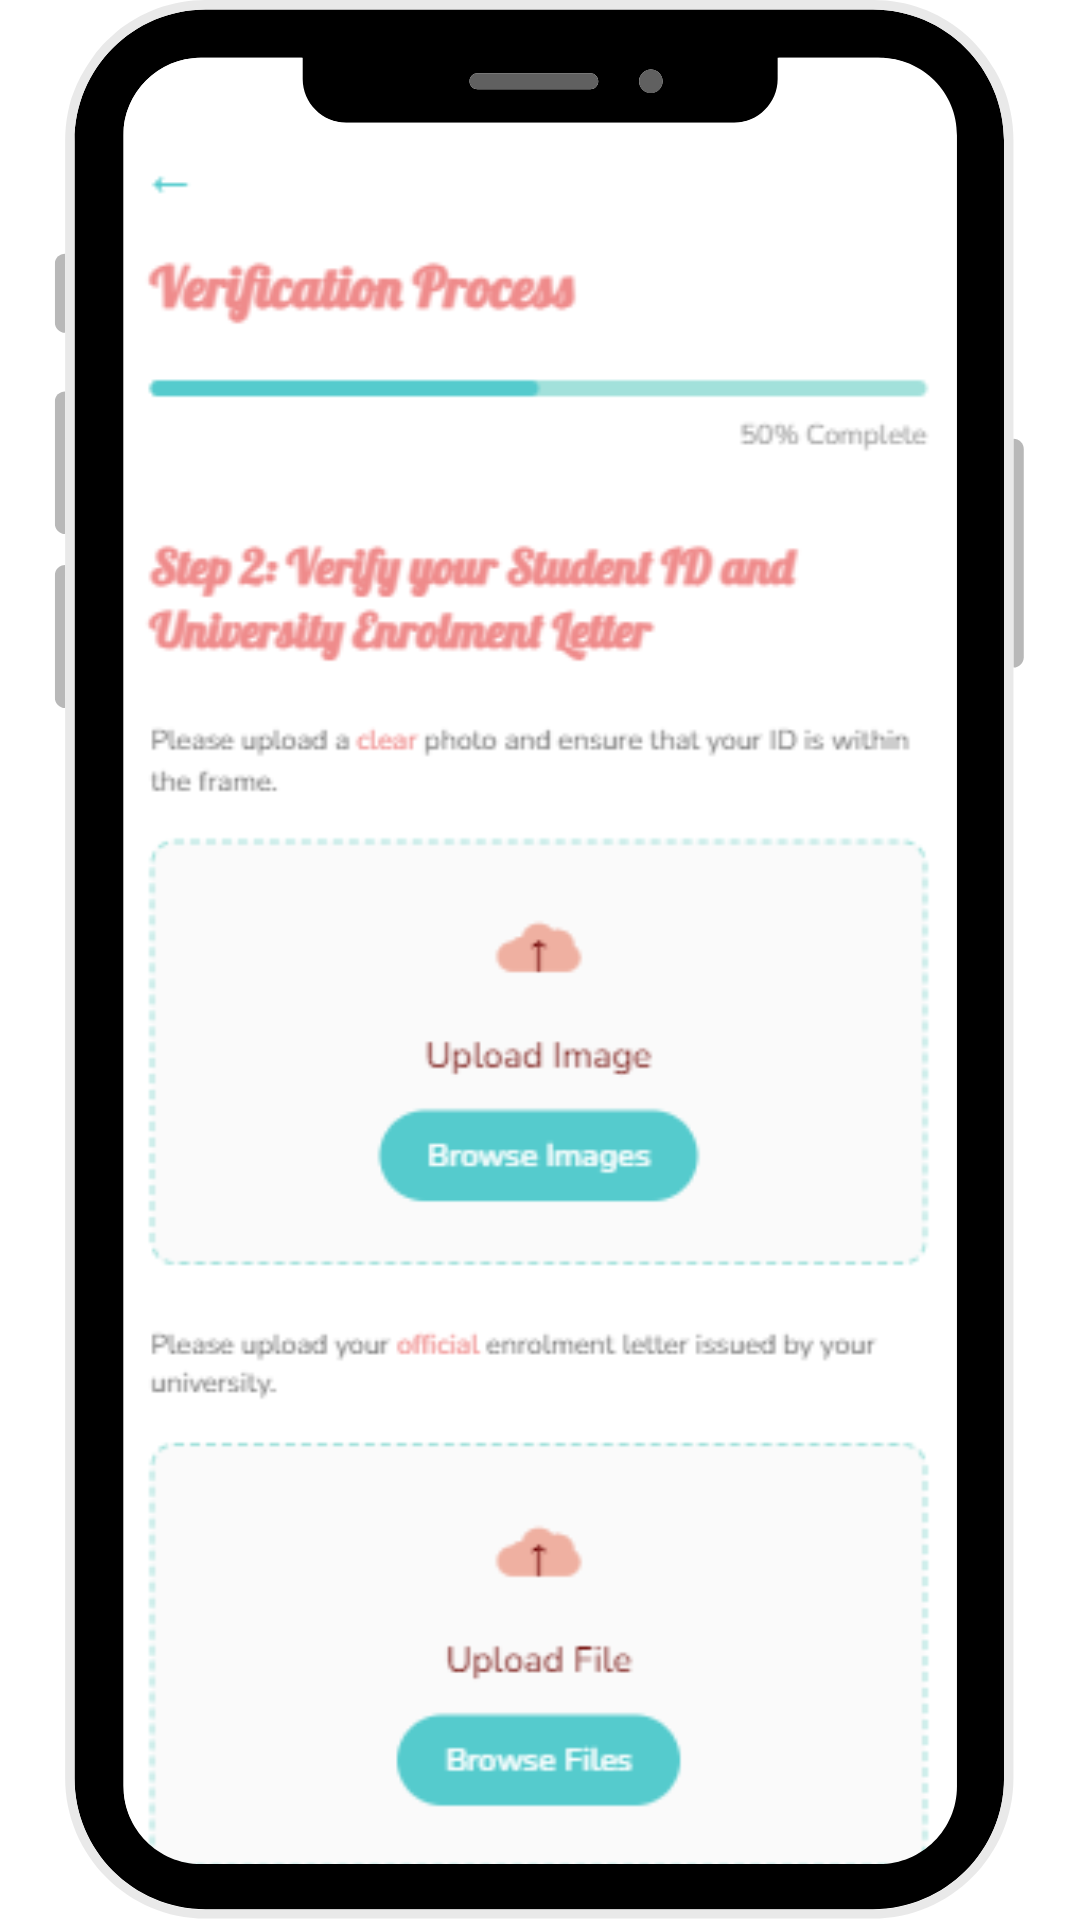 Verification Process
50% Complete
Step 2: Verify your Student ID and
University Enrolment Letter
Please upload a clear photo and ensure that your ID is within
the frame.
Upload Image
Browse Images
Please upload your official enrolment letter issued by your
university.
Upload File
Browse Files